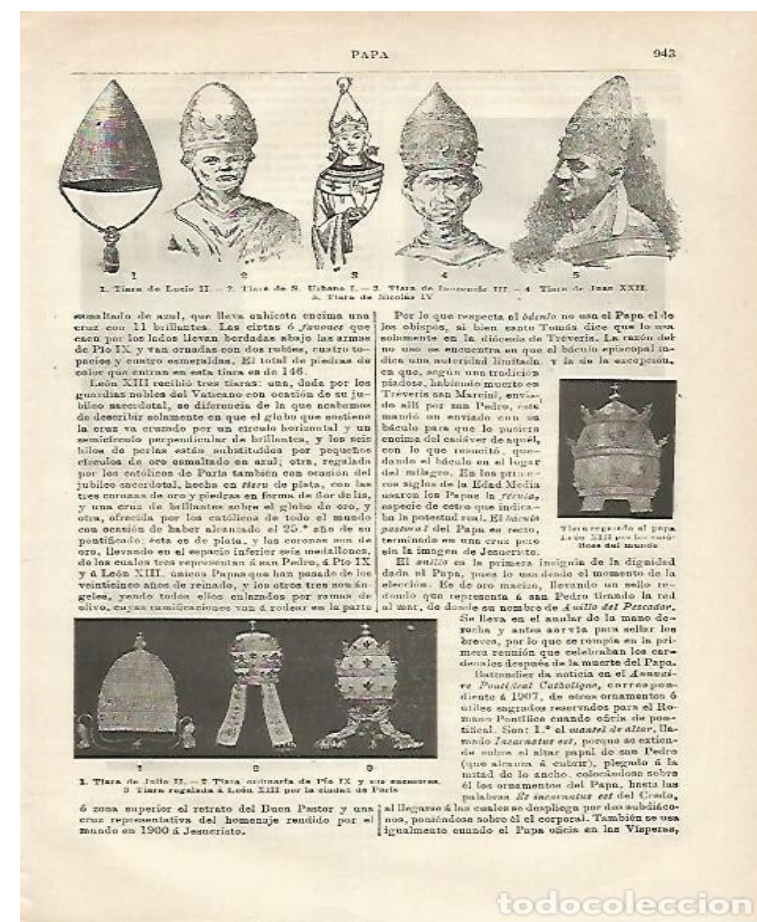 PAPA
943
1 2 3 4 5
1. Tiara de Lucio II. — 2. Tiara de S. Urbano I. — 3. Tiara de Inocencio III. — 4 Tiara de Juan XXII.
5. Tiara de Nicolás IV
esmaltado de azul, que lleva enhiesta encima una
cruz con 11 brillantes. Las cintas ó fanones que
caen por los lados llevan bordadas abajo las armas
de Pío IX y van ornadas con dos rubíes, cuatro to-
pacios y cuatro esmeraldas. El total de piedras de
color que entran en esta tiara es de 146.
León XIII recibió tres tiaras: una, dada por los
guardias nobles del Vaticano con ocasión de su ju-
bileo sacerdotal, se diferencia de la que acabamos
de describir solamente en que el globo que sostiene
la cruz va cruzado por un círculo horizontal y un
semicírculo perpendicular de brillantes, y los seis
hilos de perlas están substituídos por pequeños
círculos de oro esmaltado en azul; otra, regalada
por los católicos de París también con ocasión del
jubileo sacerdotal, hecha en tisru de plata, con las
tres coronas de oro y piedras en forma de flor de lis,
y una cruz de brillantes sobre el globo de oro, y
otra, ofrecida por los católicos de todo el mundo
con ocasión de haber alcanzado el 25.º año de su
pontificado; ésta es de plata, y las coronas son de
oro, llevando en el espacio inferior seis medallones,
de los cuales tres representan á san Pedro, á Pío IX
y á León XIII, únicos Papas que han pasado de los
veinticinco años de reinado, y los otros tres son án-
geles, yendo todos ellos enlazados por ramas de
olivo, cuyas ramificaciones van á rodear en la parte
1 2 3
1. Tiara de Julio II. — 2 Tiara ordinaria de Pío IX y sus sucesores.
3 Tiara regalada á León XIII por la ciudad de París
ó zona superior el retrato del Buen Pastor y una
cruz representativa del homenaje rendido por el
mundo en 1900 á Jesucristo.
Por lo que respecta al báculo no usa el Papa el de
los obispos, si bien santo Tomás dice que lo usa
solamente en la diócesis de Tréveris. La razón del
no uso se encuentra en que el báculo episcopal in-
dica una autoridad limitada, y la de la excepción,
en que, según una tradición
piadosa, habiendo muerto en
Tréveris san Marcial, envia-
do allí por san Pedro, éste
mandó un enviado con su
báculo para que lo pusiera
encima del cadáver de aquél,
con lo que resucitó, que-
dando el báculo en el lugar
del milagro. En los prime-
ros siglos de la Edad Media
usaron los Papas la férula,
especie de cetro que indica-
ba la potestad real. El báculo
pastoral del Papa es recto,
terminado en una cruz pero
sin la imagen de Jesucristo.
Tiara regalada al papa
León XIII por los cató-
licos del mundo
El anillo es la primera insignia de la dignidad
dada al Papa, pues lo usa desde el momento de la
elección. Es de oro macizo, llevando un sello re-
dondo que representa á san Pedro tirando la red
al mar, de donde su nombre de Anillo del Pescador.
Se lleva en el anular de la mano de-
recha y antes servía para sellar los
breves, por lo que se rompía en la pri-
mera reunión que celebraban los car-
denales después de la muerte del Papa.
Battandier da noticia en el Annuai-
re Pontifical Catholique, correspon-
diente á 1907, de otros ornamentos ó
útiles sagrados reservados para el Ro-
mano Pontífice cuando oficia de pon-
tifical. Son: 1.º el mantel de altar, lla-
mado Incarnatus est, porque se extien-
de sobre el altar papal de san Pedro
(que alcanza á cubrir), plegado á la
mitad de lo ancho, colocándose sobre
él los ornamentos del Papa, hasta las
palabras Et incarnatus est del Credo,
al llegarse á las cuales se despliega por dos subdiáco-
nos, poniéndose sobre él el corporal. También se usa
igualmente cuando el Papa oficia en las Vísperas,
todocoleccion